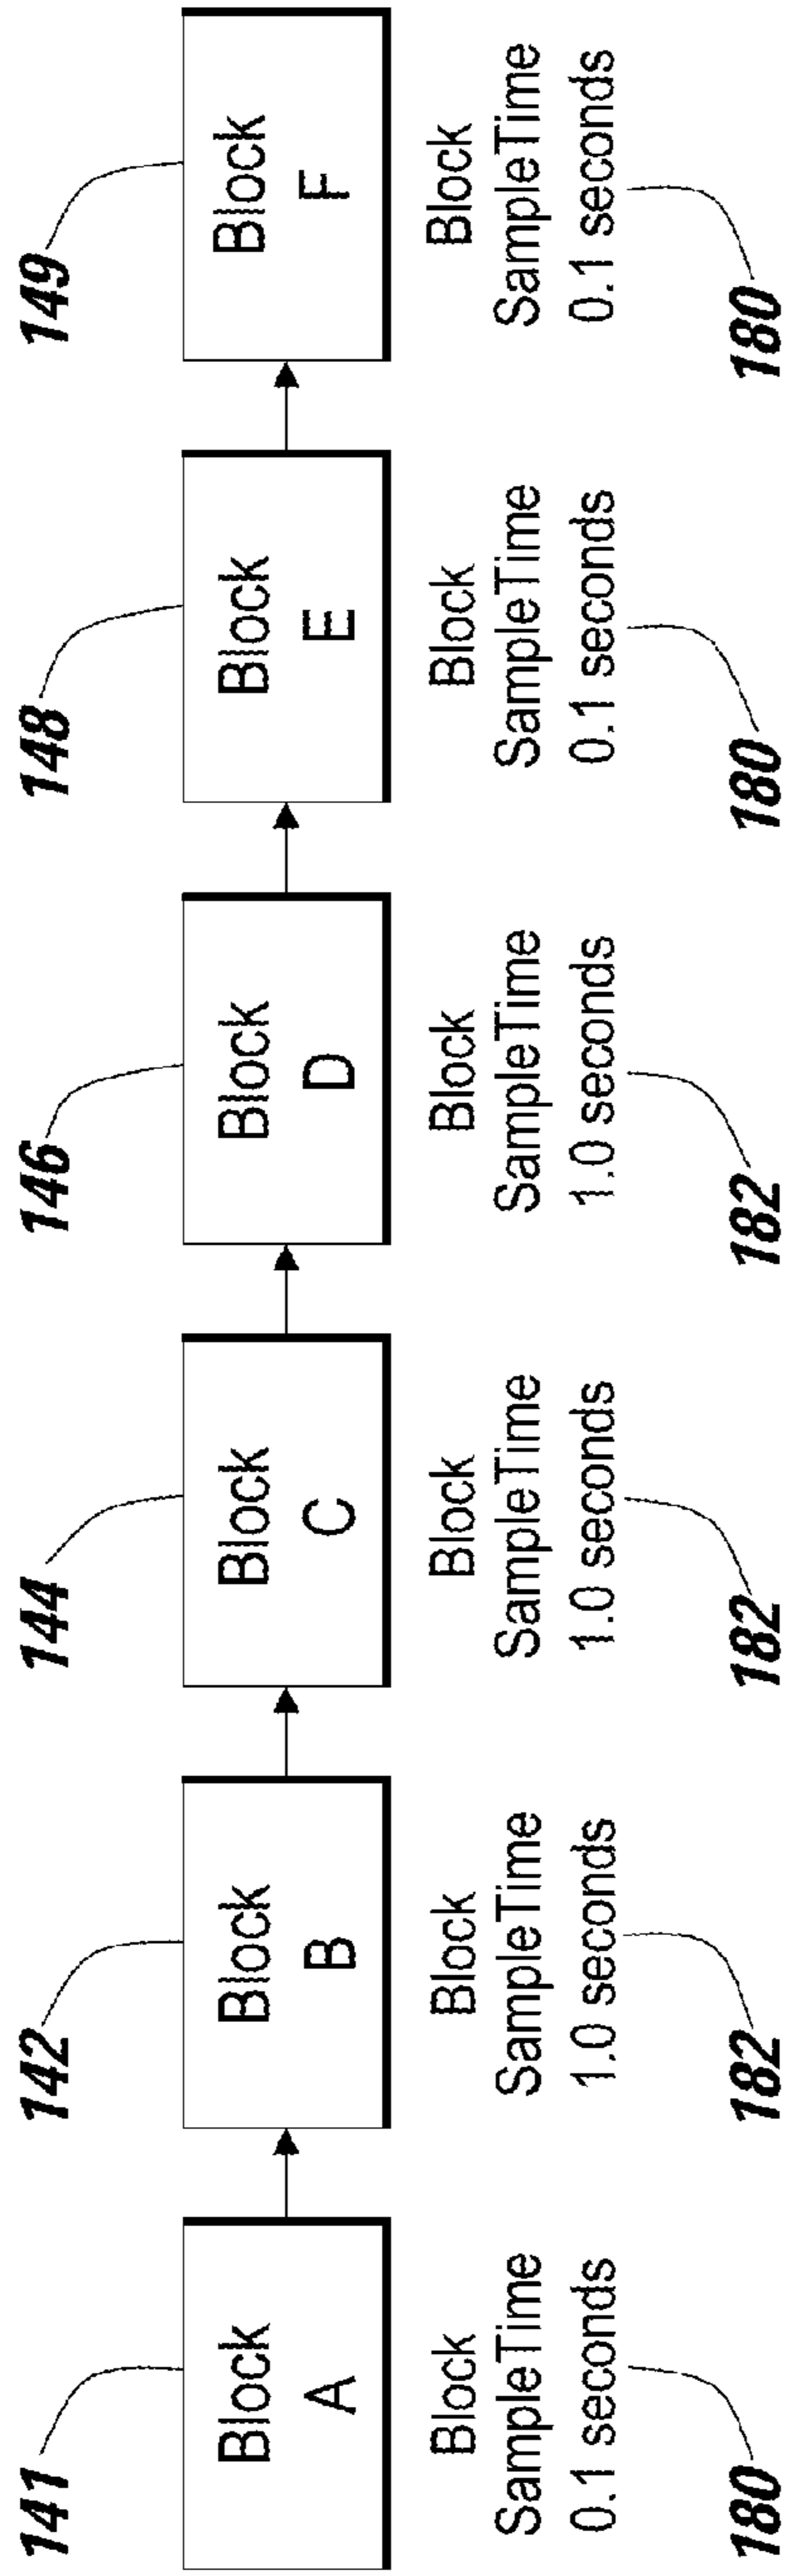 141
142
144
146
148
149
Block
A
Block
B
Block
C
Block
D
Block
E
Block
F
Block
SampleTime
0.1 seconds
Block
SampleTime
1.0 seconds
Block
SampleTime
1.0 seconds
Block
SampleTime
1.0 seconds
Block
SampleTime
0.1 seconds
Block
SampleTime
0.1 seconds
180
182
182
182
180
180